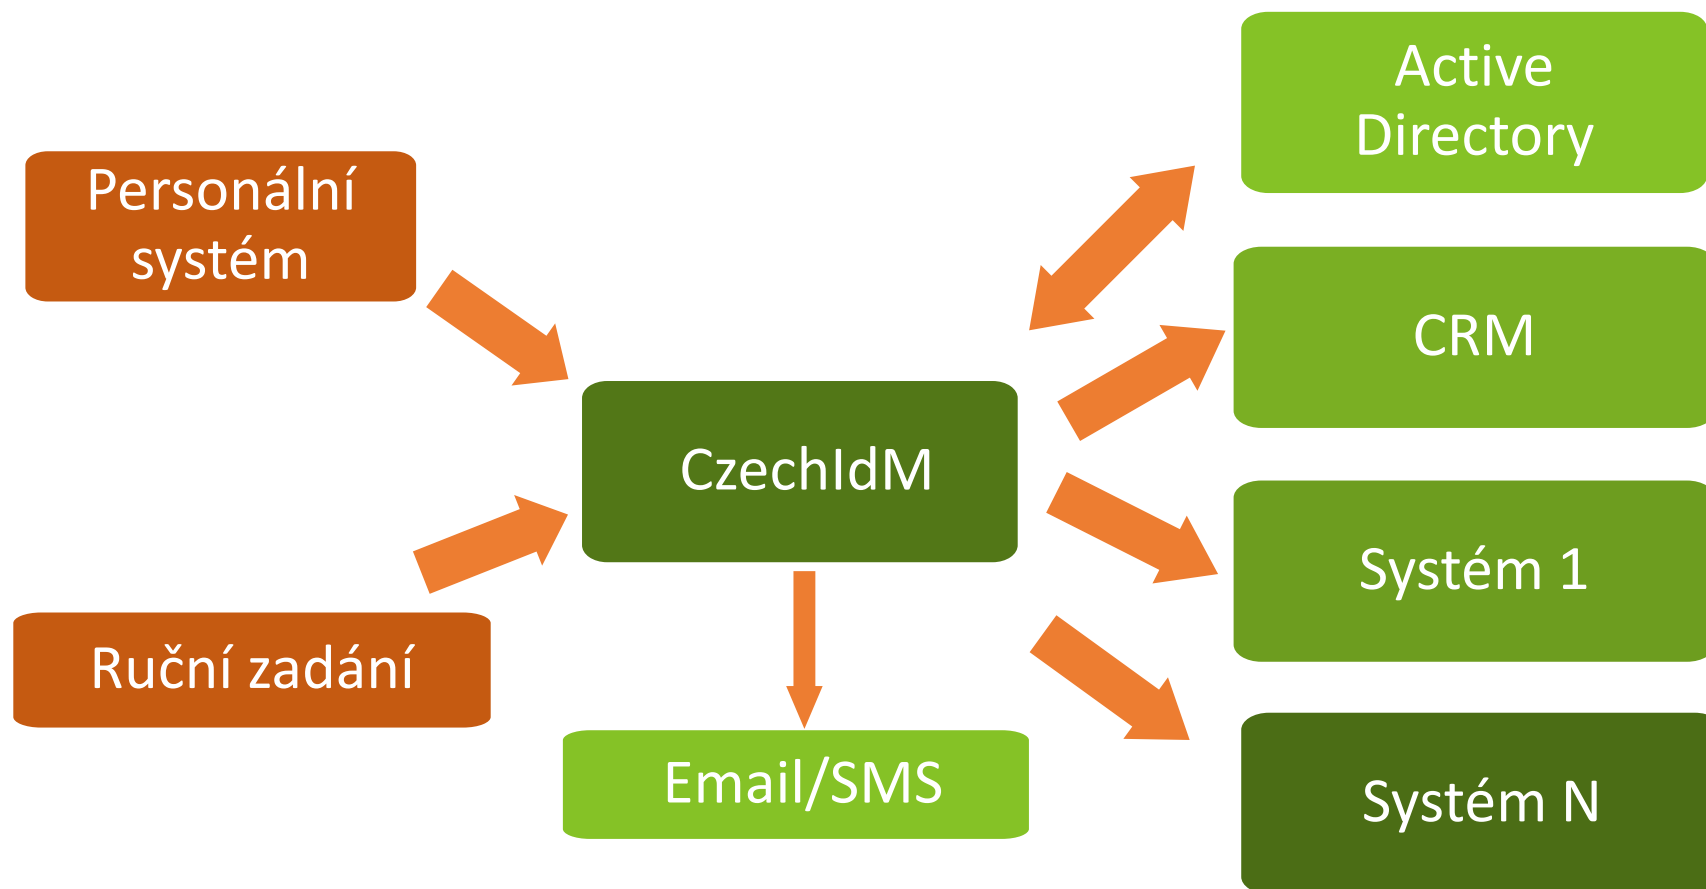 Personální
systém
Ruční zadání
CzechIdM
Email/SMS
Active
Directory
CRM
Systém 1
Systém N